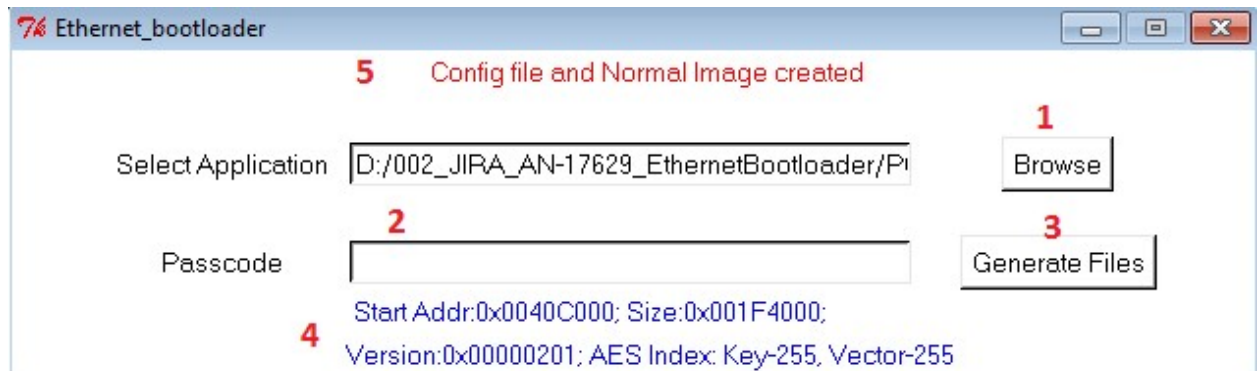 Ethernet_bootloader
5 Config file and Normal Image created
1
Select Application D:/002_JIRA_AN-17629_EthernetBootloader/P Browse
2
3
Passcode Generate Files
Start Addr:0x0040C000; Size:0x001F4000;
4
Version:0x00000201; AES Index: Key-255, Vector-255